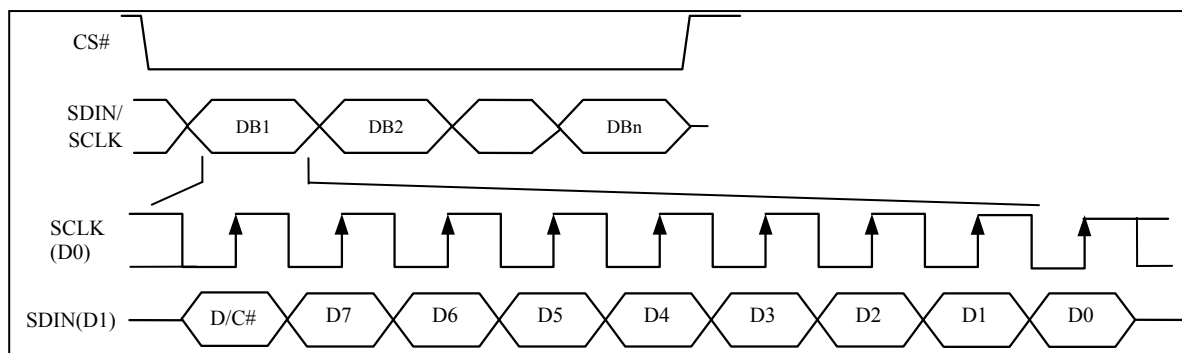 CS#
SDIN/
SCLK
DB1 DB2 DBn
SCLK
(D0)
SDIN(D1) D/C# D7 D6 D5 D4 D3 D2 D1 D0